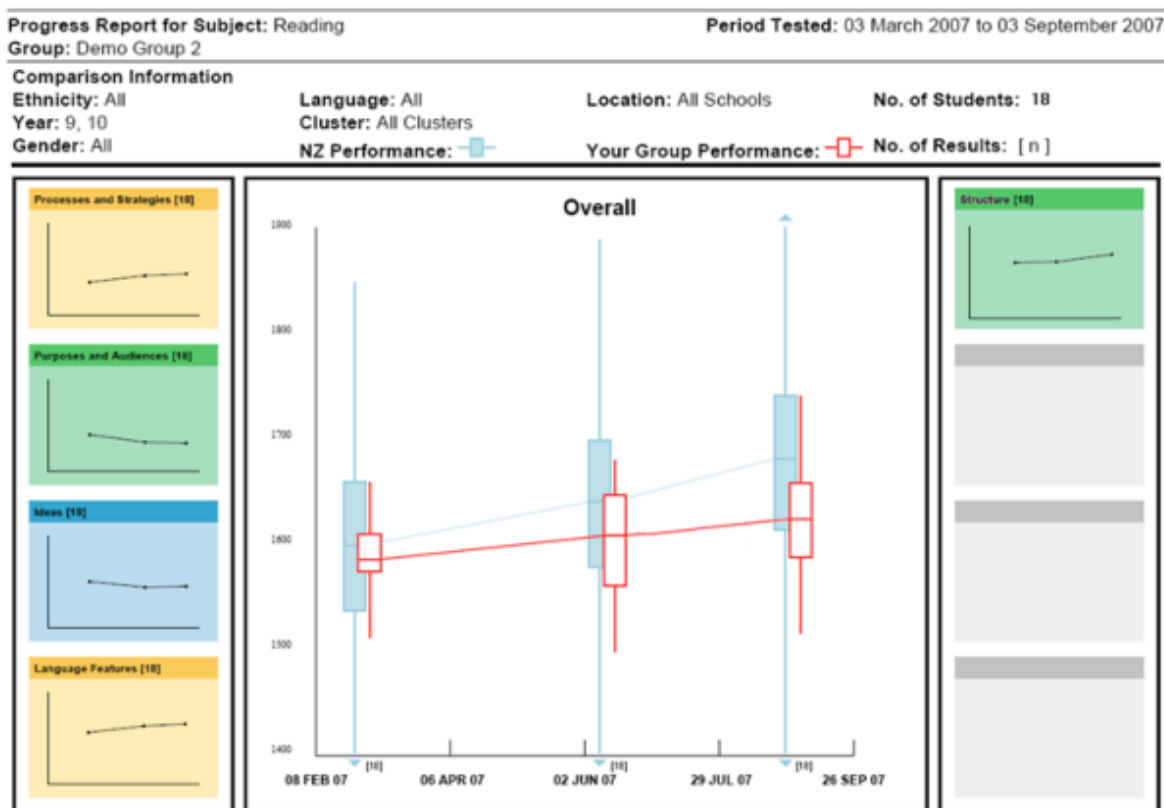 Progress Report for Subject: Reading
Period Tested: 03 March 2007 to 03 September 2007
Group: Demo Group 2
Comparison Information
Ethnicity: All
Language: All
Location: All Schools
No. of Students: 18
Year: 9, 10
Cluster: All Clusters
Gender: All
NZ Performance:
Your Group Performance:
No. of Results: [ n ]
Processes and Strategies [18]
Purposes and Audiences [18]
Ideas [18]
Language Features [18]
Overall
1900
1800
1700
1600
1500
1400
[18]
[18]
[18]
08 FEB 07
06 APR 07
02 JUN 07
29 JUL 07
26 SEP 07
Structure [18]